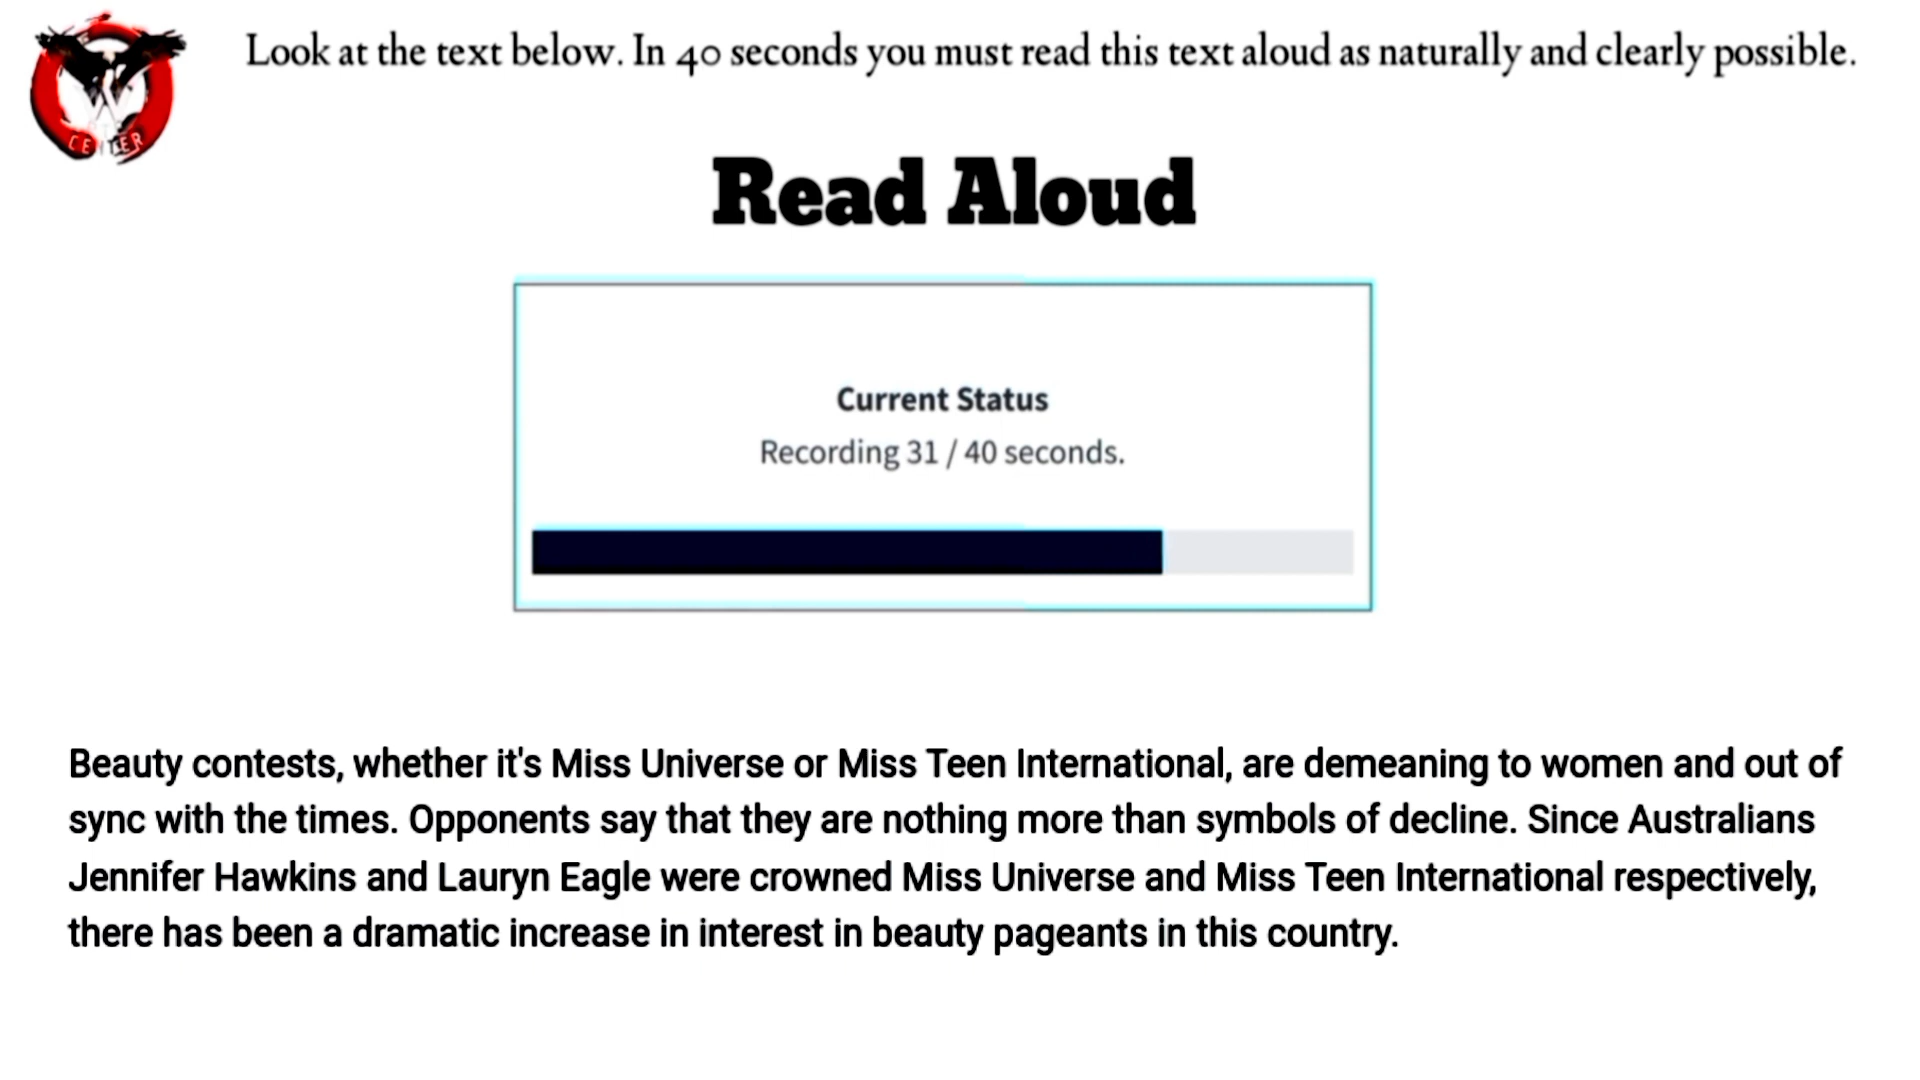 Look at the text below. In 40 seconds you must read this text aloud as naturally and clearly possible.
CENTER
Read Aloud
Current Status
Recording 31 / 40 seconds.
Beauty contests, whether it's Miss Universe or Miss Teen International, are demeaning to women and out of
sync with the times. Opponents say that they are nothing more than symbols of decline. Since Australians
Jennifer Hawkins and Lauryn Eagle were crowned Miss Universe and Miss Teen International respectively,
there has been a dramatic increase in interest in beauty pageants in this country.